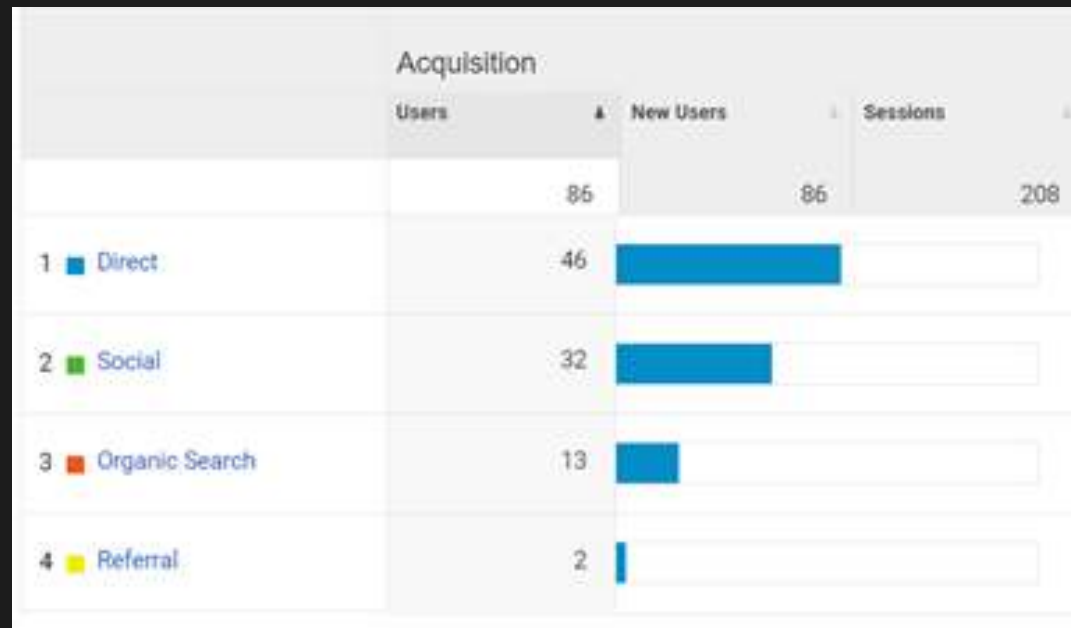 Acquisition
Users New Users Sessions
86 86 208
1 Direct 46
2 Social 32
3 Organic Search 13
4 Referral 2